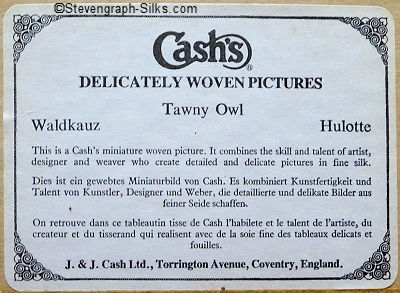 ©Stevengraph-Silks.com
Cash's®
DELICATELY WOVEN PICTURES
Tawny Owl
Waldkauz Hulotte
This is a Cash's miniature woven picture. It combines the skill and talent of artist,
designer and weaver who create detailed and delicate pictures in fine silk.
Dies ist ein gewebtes Miniaturbild von Cash. Es kombiniert Kunstfertigkeit und
Talent von Kunstler, Designer und Weber, die detaillierte und delikate Bilder aus
feiner Seide schaffen.
On retrouve dans ce tableautin tisse de Cash l'habilete et le talent de l'artiste, du
createur et du tisserand qui realisent avec de la soie fine des tableaux delicats et
fouilles.
J. & J. Cash Ltd., Torrington Avenue, Coventry, England.